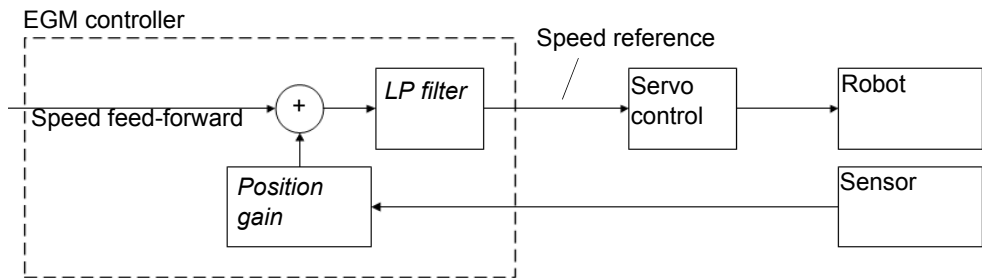 EGM controller
Speed reference
LP filter
Servo
control
Robot
+
Speed feed-forward
Position
gain
Sensor